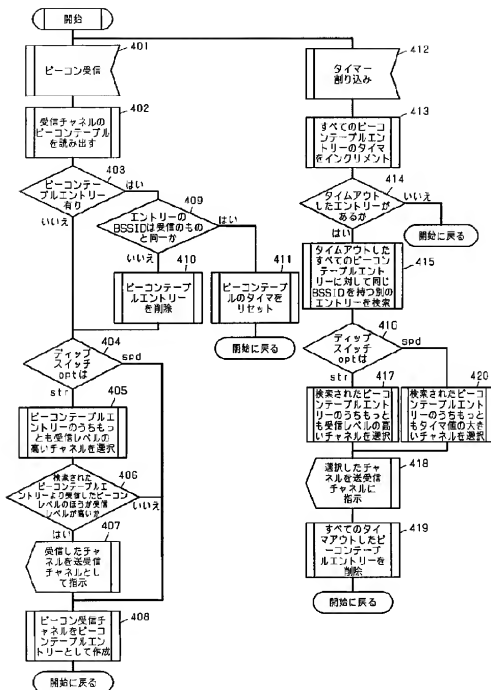 開始
401
ビーコン受信
402
受信チャネルの
ビーコンテーブル
を読み出す
403
ビーコンテー
ブルエントリー
有り
はい
いいえ
409
エントリーの
BSSIDは受信のもの
と同一か
はい
いいえ
410
ビーコンテーブ
ルエントリー
を削除
411
ビーコンテーブ
ルのタイマを
リセット
開始に戻る
404
ディップ
スイッチ
optは
spd
str
405
ビーコンテーブル
エントリーのうちもっ
とも受信レベルの
高いチャネルを選択
406
検索された
ビーコンテーブルエ
ントリーより受信したビーコン
レベルのほうが受信
レベルが高いか
いいえ
はい
407
受信したチャ
ネルを送受信
チャネルとし
て指示
408
ビーコン受信チ
ャネルをビーコ
ンテーブルエント
リーとして作成
開始に戻る
412
タイマー
割り込み
413
すべてのビーコ
ンテーブルエント
リーのタイマ
をインクリメント
414
タイムアウト
したエントリーが
あるか
いいえ
開始に戻る
はい
415
タイムアウトした
すべてのビーコン
テーブルエントリ
ーに対して同じ
BSSIDを持つ別の
エントリーを検索
416
ディップ
スイッチ
optは
spd
str
417
検索されたビーコ
ンテーブルエント
リーのうちもっと
も受信レベルの高
いチャネルを選択
420
検索されたビーコ
ンテーブルエント
リーのうちもっと
もタイマ値の大き
いチャネルを選択
418
選択したチャ
ネルを送受信
チャネルに
指示
419
すべてのタイ
マアウトしたビ
ーコンテーブ
ルエントリーを
削除
開始に戻る